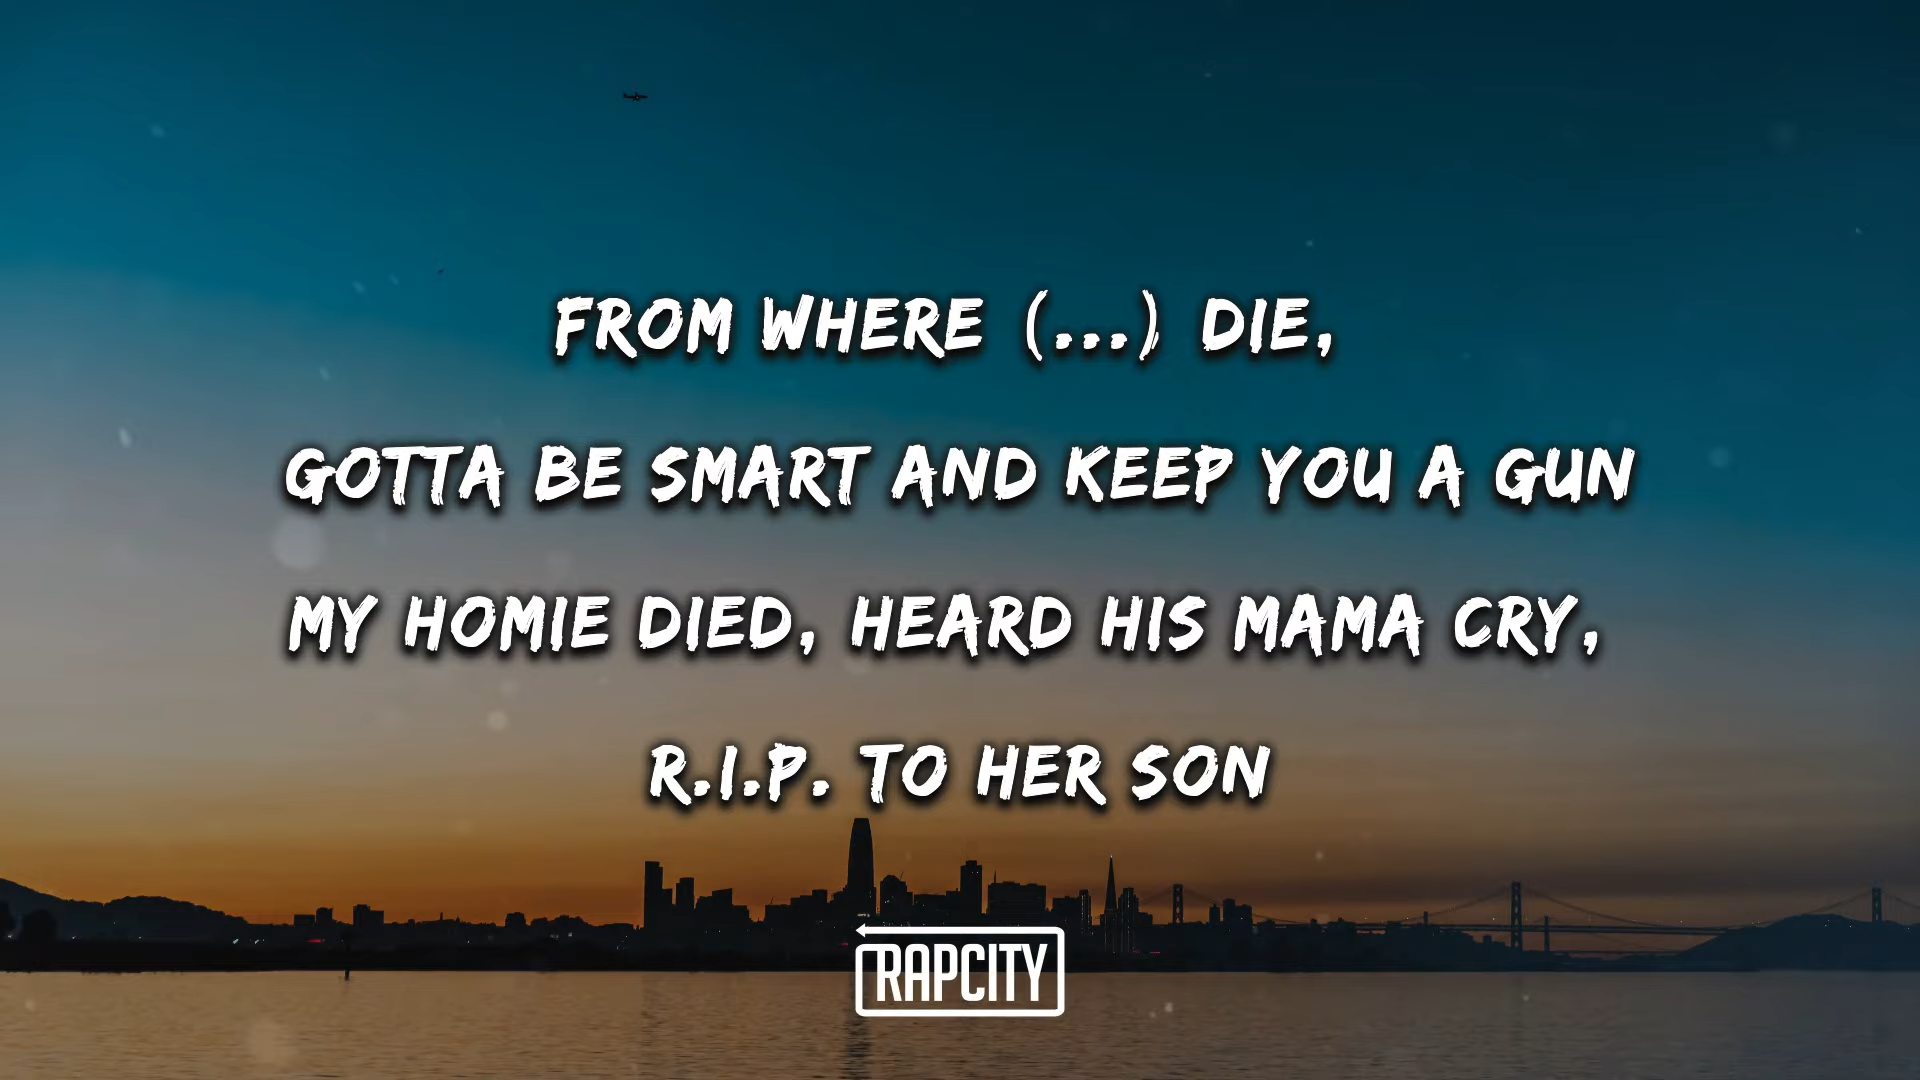 FROM WHERE (...) DIE,
GOTTA BE SMART AND KEEP YOU A GUN
MY HOMIE DIED, HEARD HIS MAMA CRY,
R.I.P. TO HER SON
RAPCITY